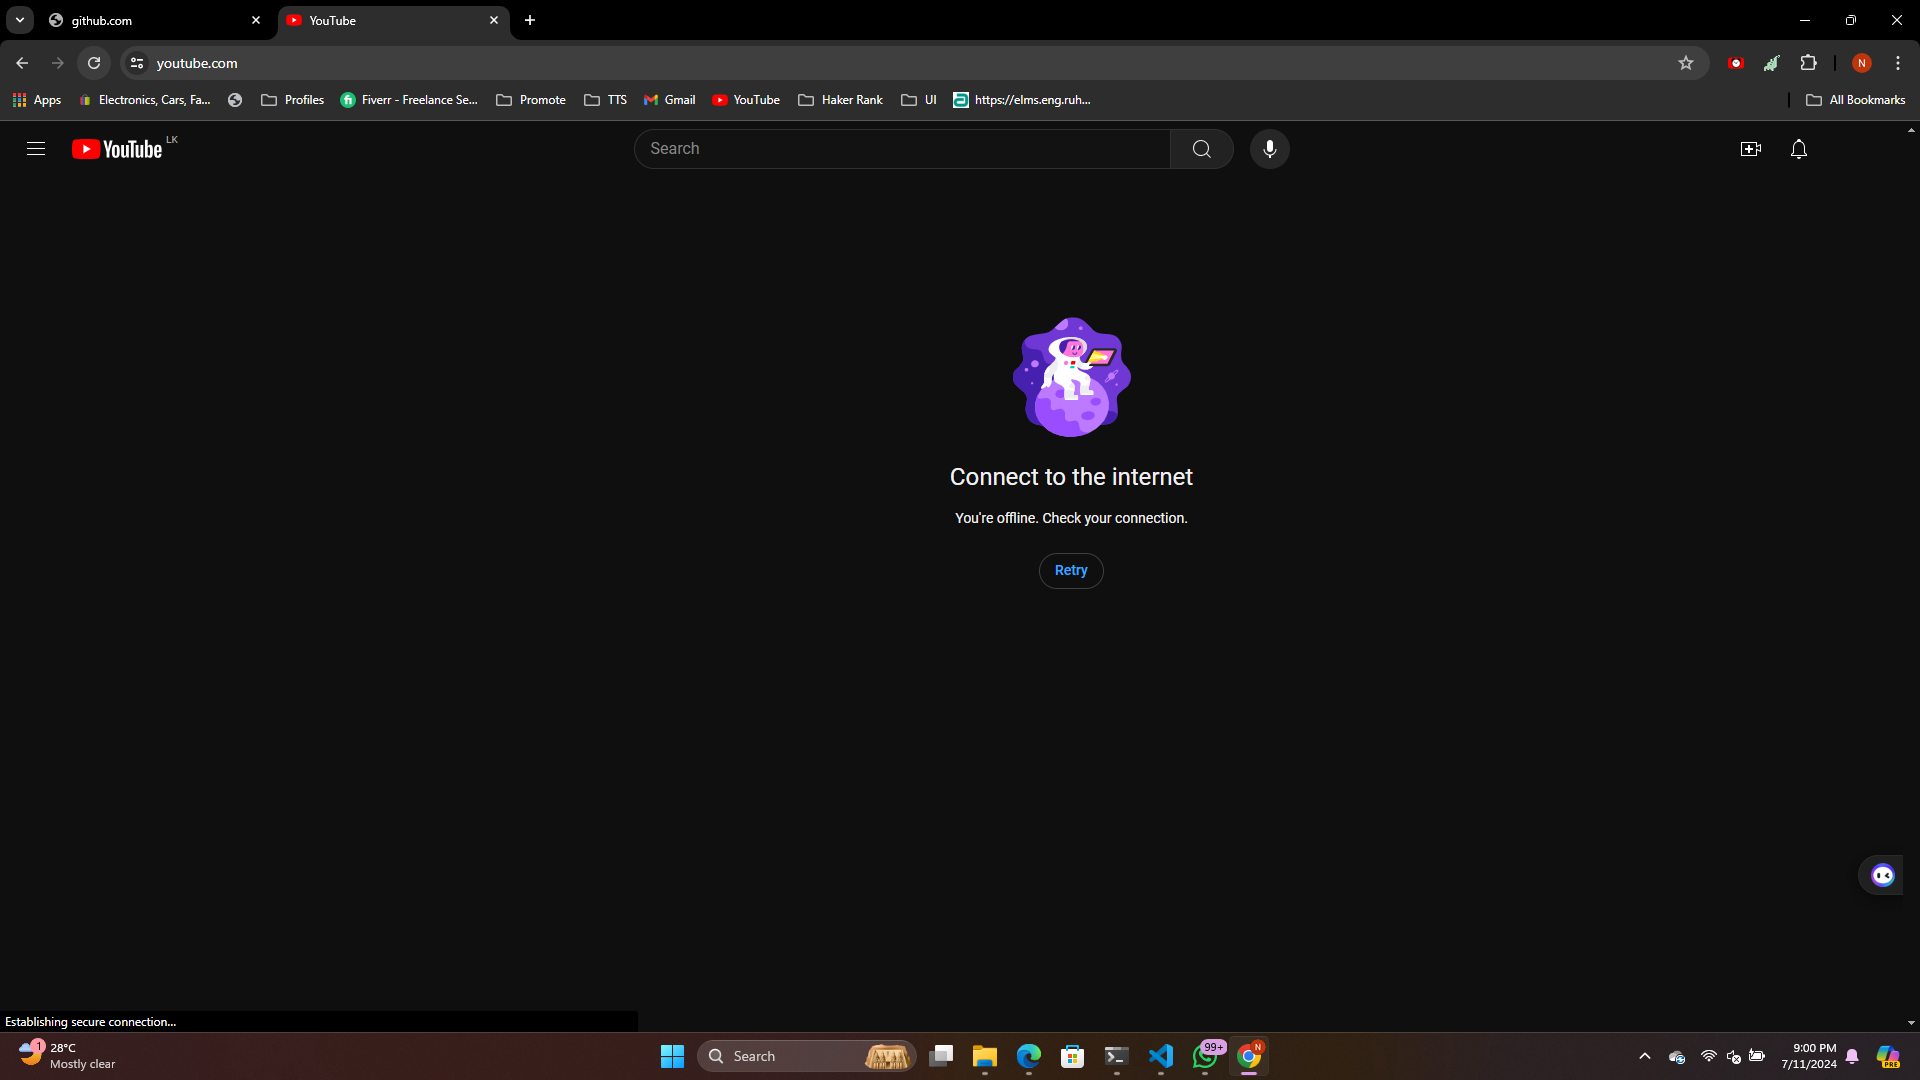 github.com
YouTube
youtube.com
N
Apps
Electronics, Cars, Fa...
Profiles
Fiverr - Freelance Se...
Promote
TTS
Gmail
YouTube
Haker Rank
UI
https://elms.eng.ruh...
All Bookmarks
YouTube LK
Search
Connect to the internet
You're offline. Check your connection.
Retry
Establishing secure connection...
1
28°C
Mostly clear
Search
99+
N
9:00 PM
7/11/2024
PRE